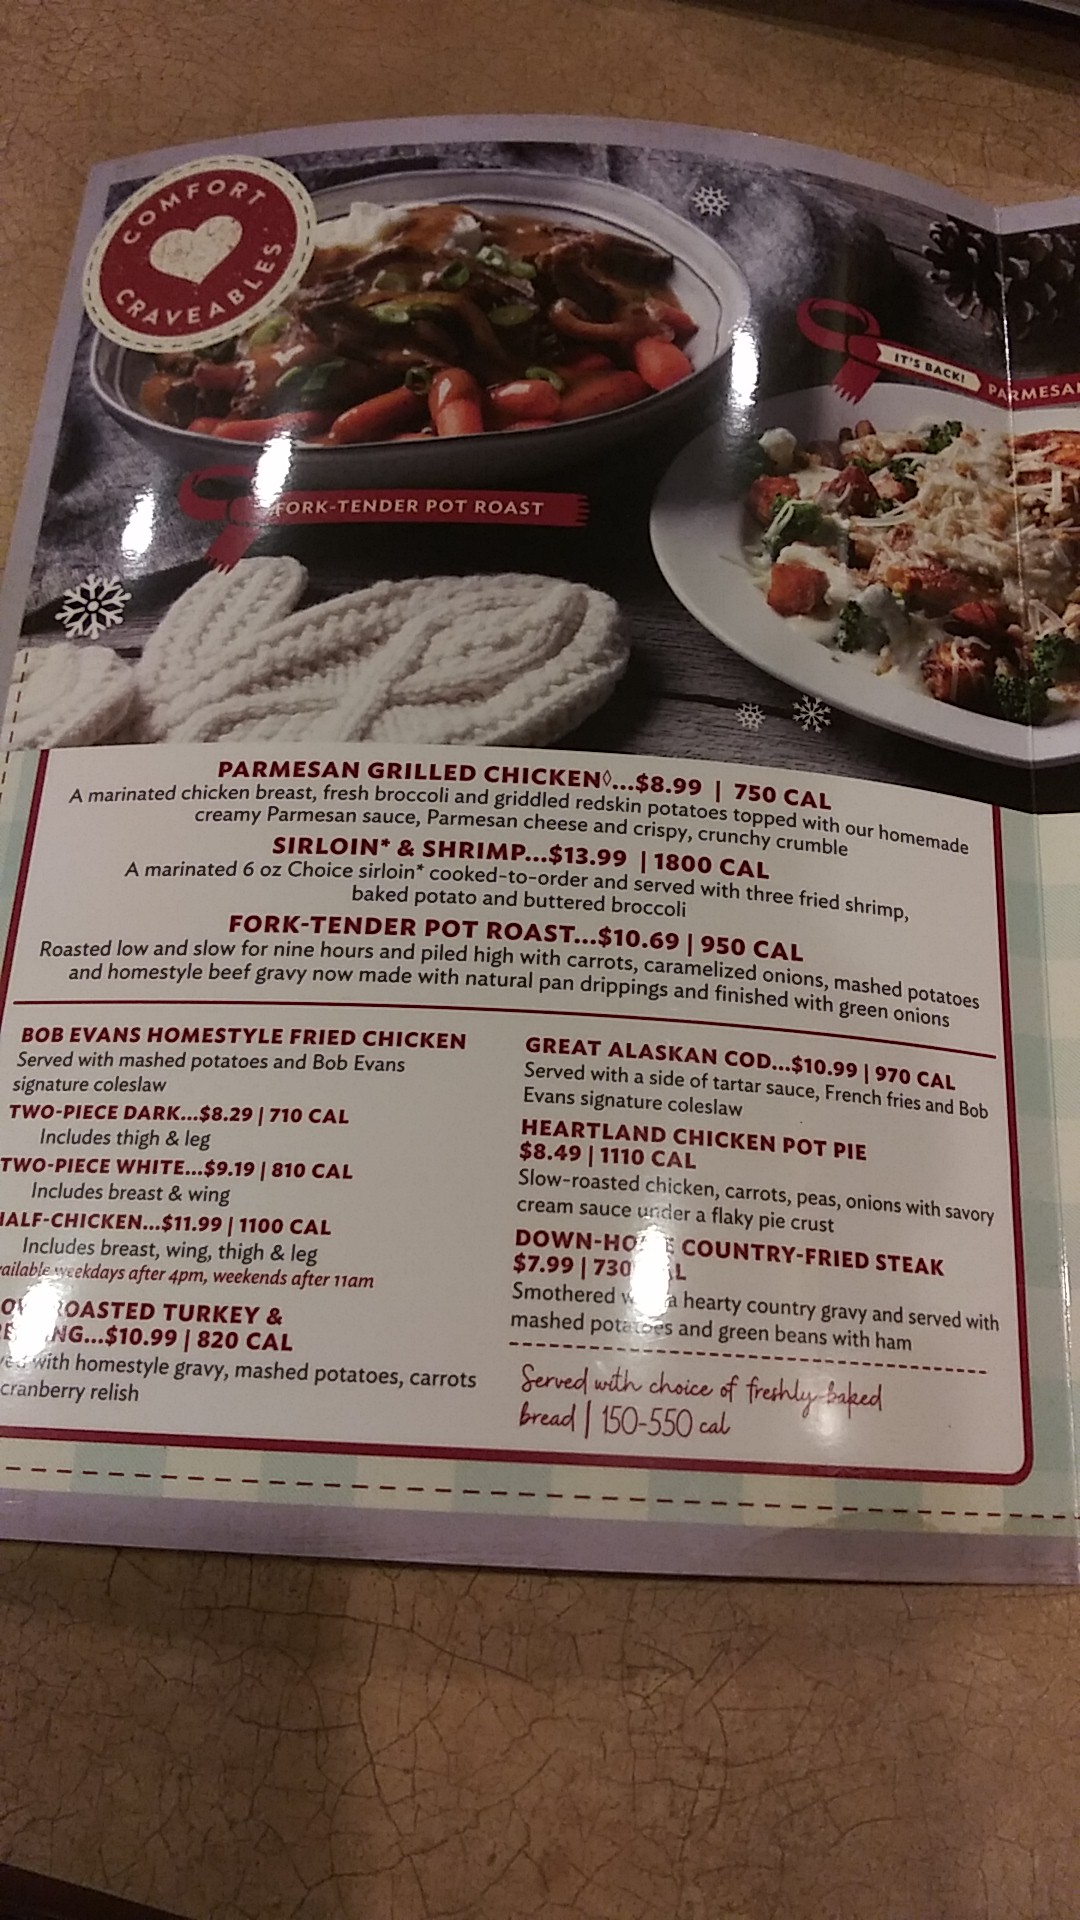 COMFORT
CRAVEABLES
IT'S BACK!
FORK-TENDER POT ROAST
PARMESAN GRILLED CHICKEN◊...$8.99 | 750 CAL
A marinated chicken breast, fresh broccoli and griddled redskin potatoes topped with our homemade
creamy Parmesan sauce, Parmesan cheese and crispy, crunchy crumble
SIRLOIN* & SHRIMP...$13.99 | 1800 CAL
A marinated 6 oz Choice sirloin* cooked-to-order and served with three fried shrimp,
baked potato and buttered broccoli
FORK-TENDER POT ROAST...$10.69 | 950 CAL
Roasted low and slow for nine hours and piled high with carrots, caramelized onions, mashed potatoes
and homestyle beef gravy now made with natural pan drippings and finished with green onions
BOB EVANS HOMESTYLE FRIED CHICKEN
Served with mashed potatoes and Bob Evans
signature coleslaw
TWO-PIECE DARK...$8.29 | 710 CAL
Includes thigh & leg
TWO-PIECE WHITE...$9.19 | 810 CAL
Includes breast & wing
HALF-CHICKEN...$11.99 | 1100 CAL
Includes breast, wing, thigh & leg
weekdays after 4pm, weekends after 11am
ROASTED TURKEY &
$10.99 | 820 CAL
with homestyle gravy, mashed potatoes, carrots
cranberry relish
GREAT ALASKAN COD...$10.99 | 970 CAL
Served with a side of tartar sauce, French fries and Bob
Evans signature coleslaw
HEARTLAND CHICKEN POT PIE
$8.49 | 1110 CAL
Slow-roasted chicken, carrots, peas, onions with savory
cream sauce under a flaky pie crust
DOWN-HOME COUNTRY-FRIED STEAK
$7.99 | 730 CAL
Smothered with a hearty country gravy and served with
mashed potatoes and green beans with ham
Served with choice of freshly-baked
bread | 150-550 cal